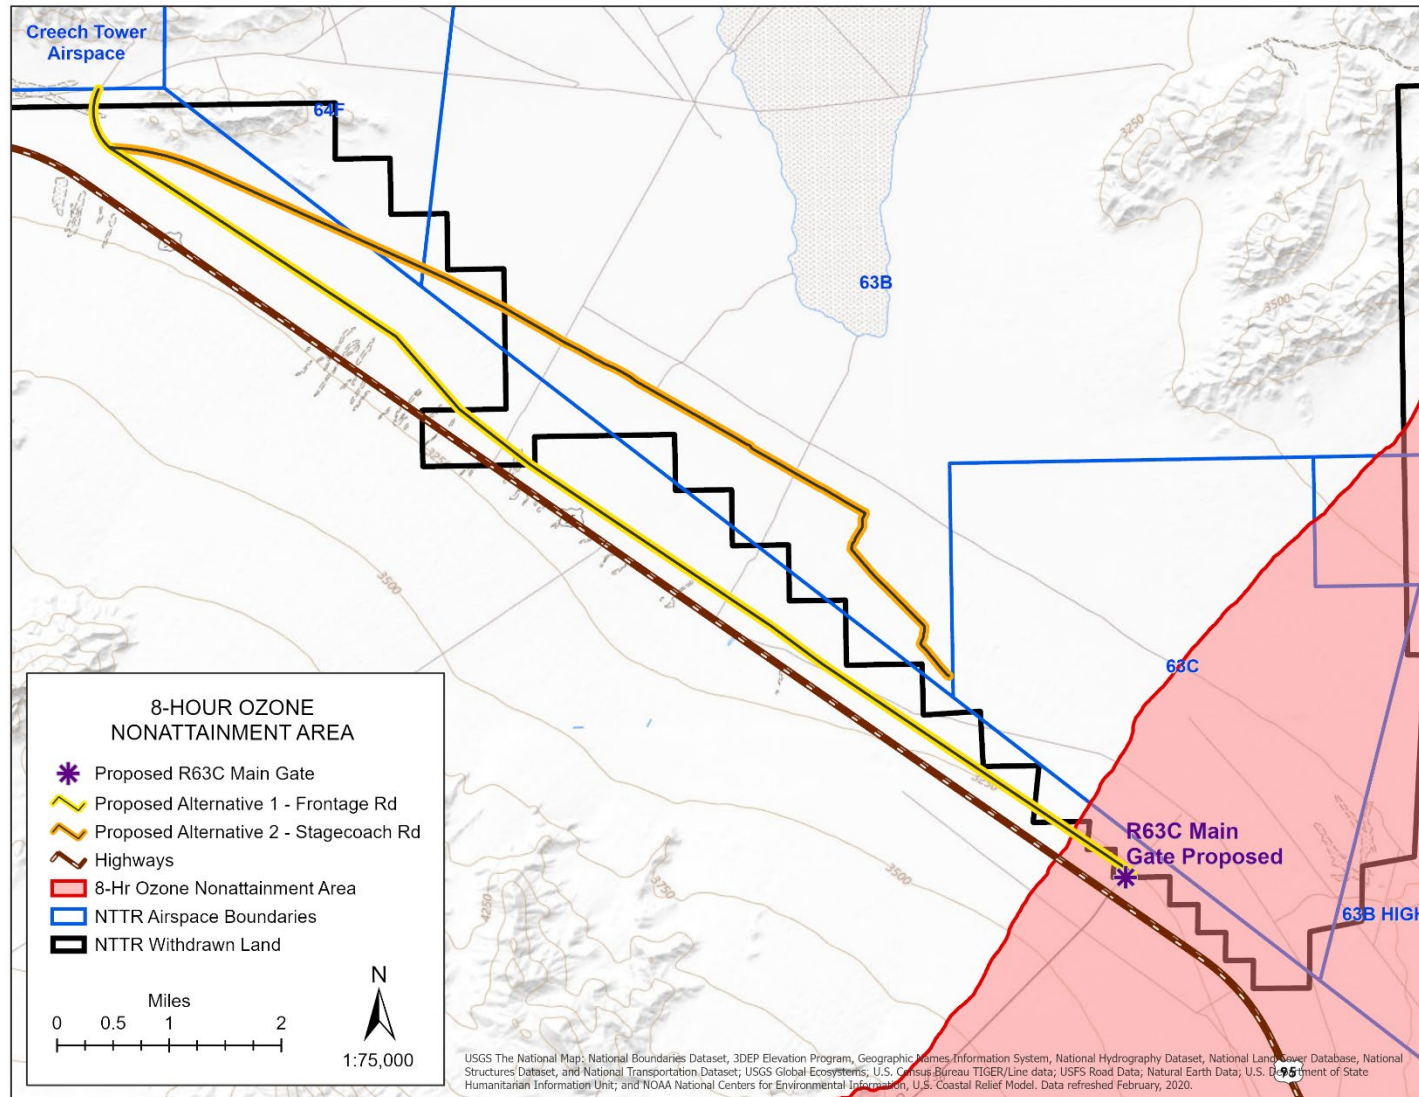 Creech Tower
Airspace
64F
3250
3500
63B
3250
3500
63C
3250
R63C Main
Gate Proposed
3500
3750
4250
63B HIGH
95
8-HOUR OZONE
NONATTAINMENT AREA
Proposed R63C Main Gate
Proposed Alternative 1 - Frontage Rd
Proposed Alternative 2 - Stagecoach Rd
Highways
8-Hr Ozone Nonattainment Area
NTTR Airspace Boundaries
NTTR Withdrawn Land
Miles
0 0.5 1 2
N
1:75,000
USGS The National Map: National Boundaries Dataset, 3DEP Elevation Program, Geographic Names Information System, National Hydrography Dataset, National Land Cover Database, National
Structures Dataset, and National Transportation Dataset; USGS Global Ecosystems; U.S. Census Bureau TIGER/Line data; USFS Road Data; Natural Earth Data; U.S. Department of State
Humanitarian Information Unit; and NOAA National Centers for Environmental Information, U.S. Coastal Relief Model. Data refreshed February, 2020.